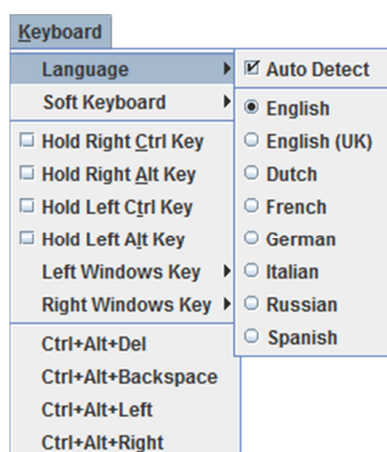 Keyboard
Language
Soft Keyboard
Hold Right Ctrl Key
Hold Right Alt Key
Hold Left Ctrl Key
Hold Left Alt Key
Left Windows Key
Right Windows Key
Ctrl+Alt+Del
Ctrl+Alt+Backspace
Ctrl+Alt+Left
Ctrl+Alt+Right
Auto Detect
English
English (UK)
Dutch
French
German
Italian
Russian
Spanish